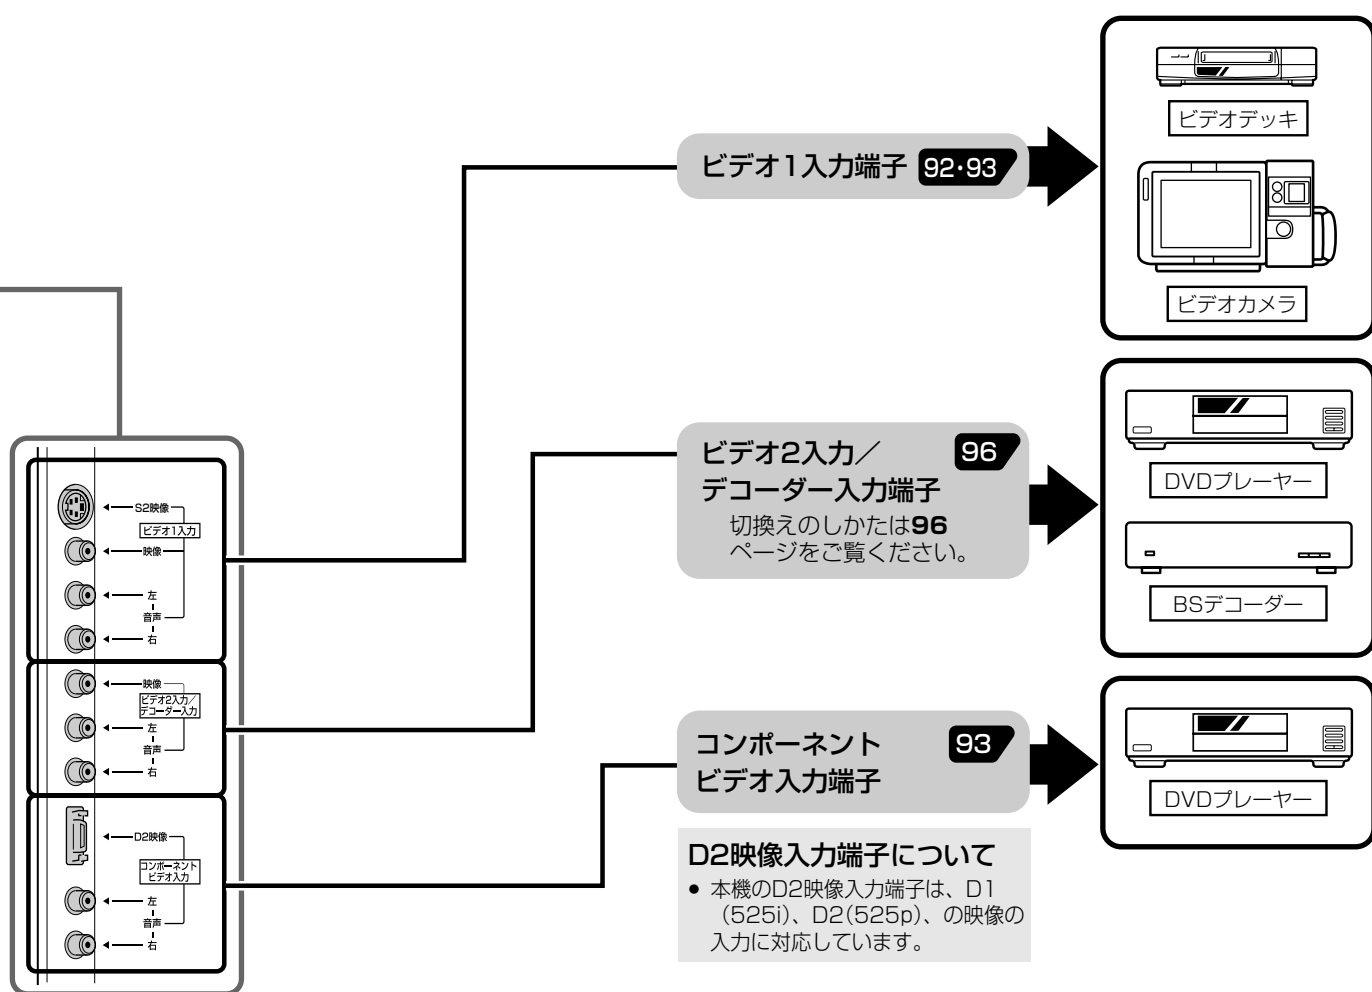 ビデオ1入力端子 92・93
ビデオデッキ
ビデオカメラ
ビデオ2入力／ 96
デコーダー入力端子
切換えのしかたは96
ページをご覧ください。
DVDプレーヤー
BSデコーダー
コンポーネント 93
ビデオ入力端子
DVDプレーヤー
D2映像入力端子について
● 本機のD2映像入力端子は、D1
（525i）、D2(525p)、の映像の
入力に対応しています。
S2映像
ビデオ1入力
映像
左
音声
右
映像
ビデオ2入力／
デコーダー入力
左
音声
右
D2映像
コンポーネント
ビデオ入力
左
音声
右